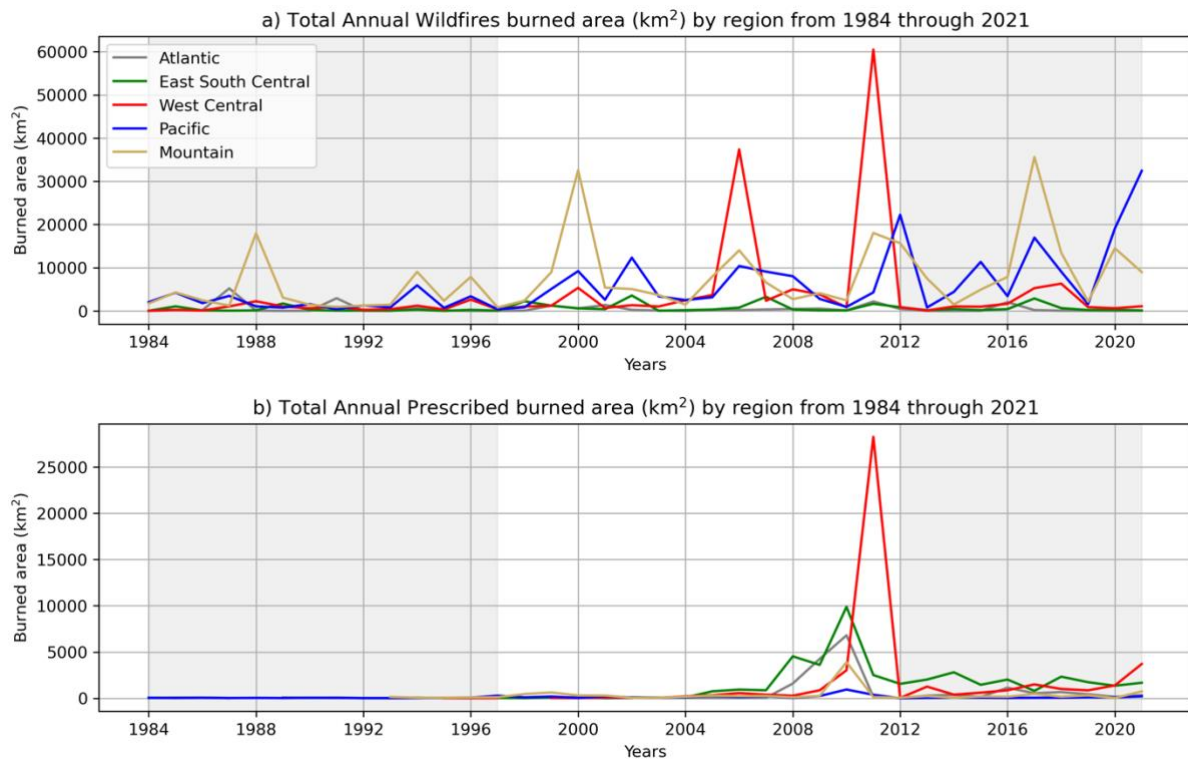 a) Total Annual Wildfires burned area (km²) by region from 1984 through 2021
Atlantic
East South Central
West Central
Pacific
Mountain
Burned area (km²)
60000
50000
40000
30000
20000
10000
0
1984 1988 1992 1996 2000 2004 2008 2012 2016 2020
Years
b) Total Annual Prescribed burned area (km²) by region from 1984 through 2021
Burned area (km²)
25000
20000
15000
10000
5000
0
1984 1988 1992 1996 2000 2004 2008 2012 2016 2020
Years